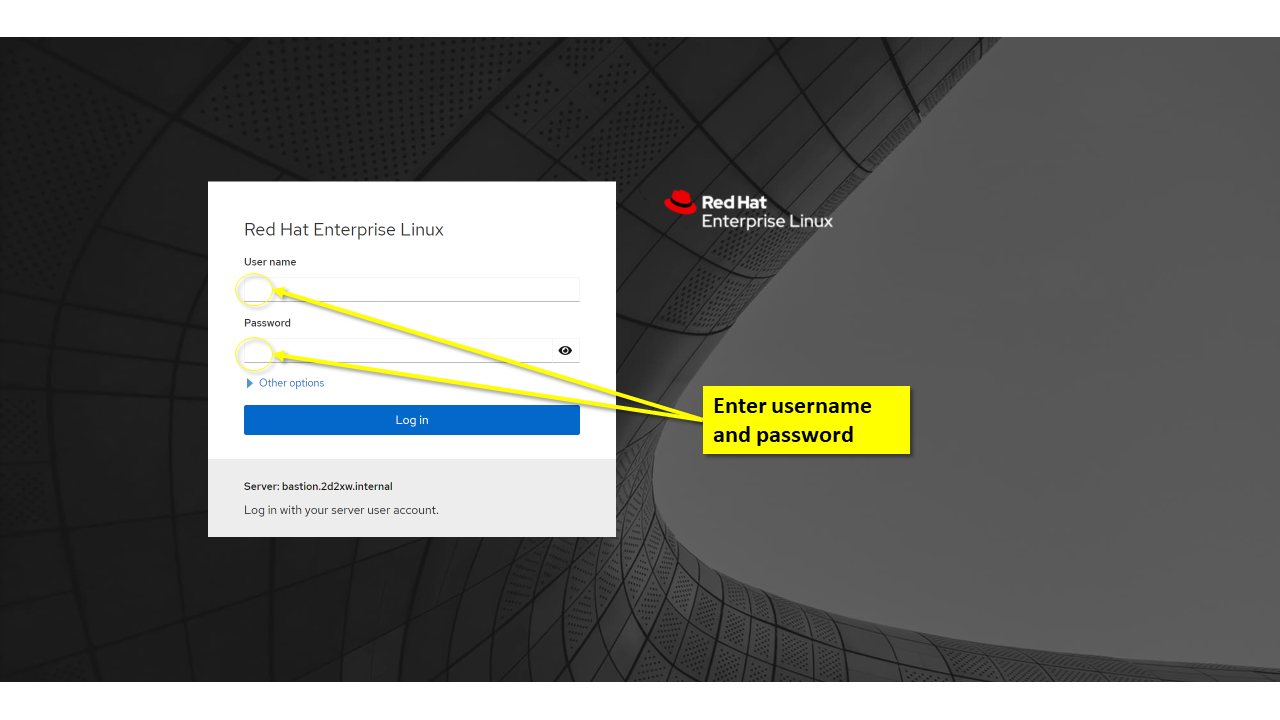 Red Hat Enterprise Linux
User name
Password
Other options
Log in
Server: bastion.2d2xw.internal
Log in with your server user account.
Red Hat
Enterprise Linux
Enter username
and password